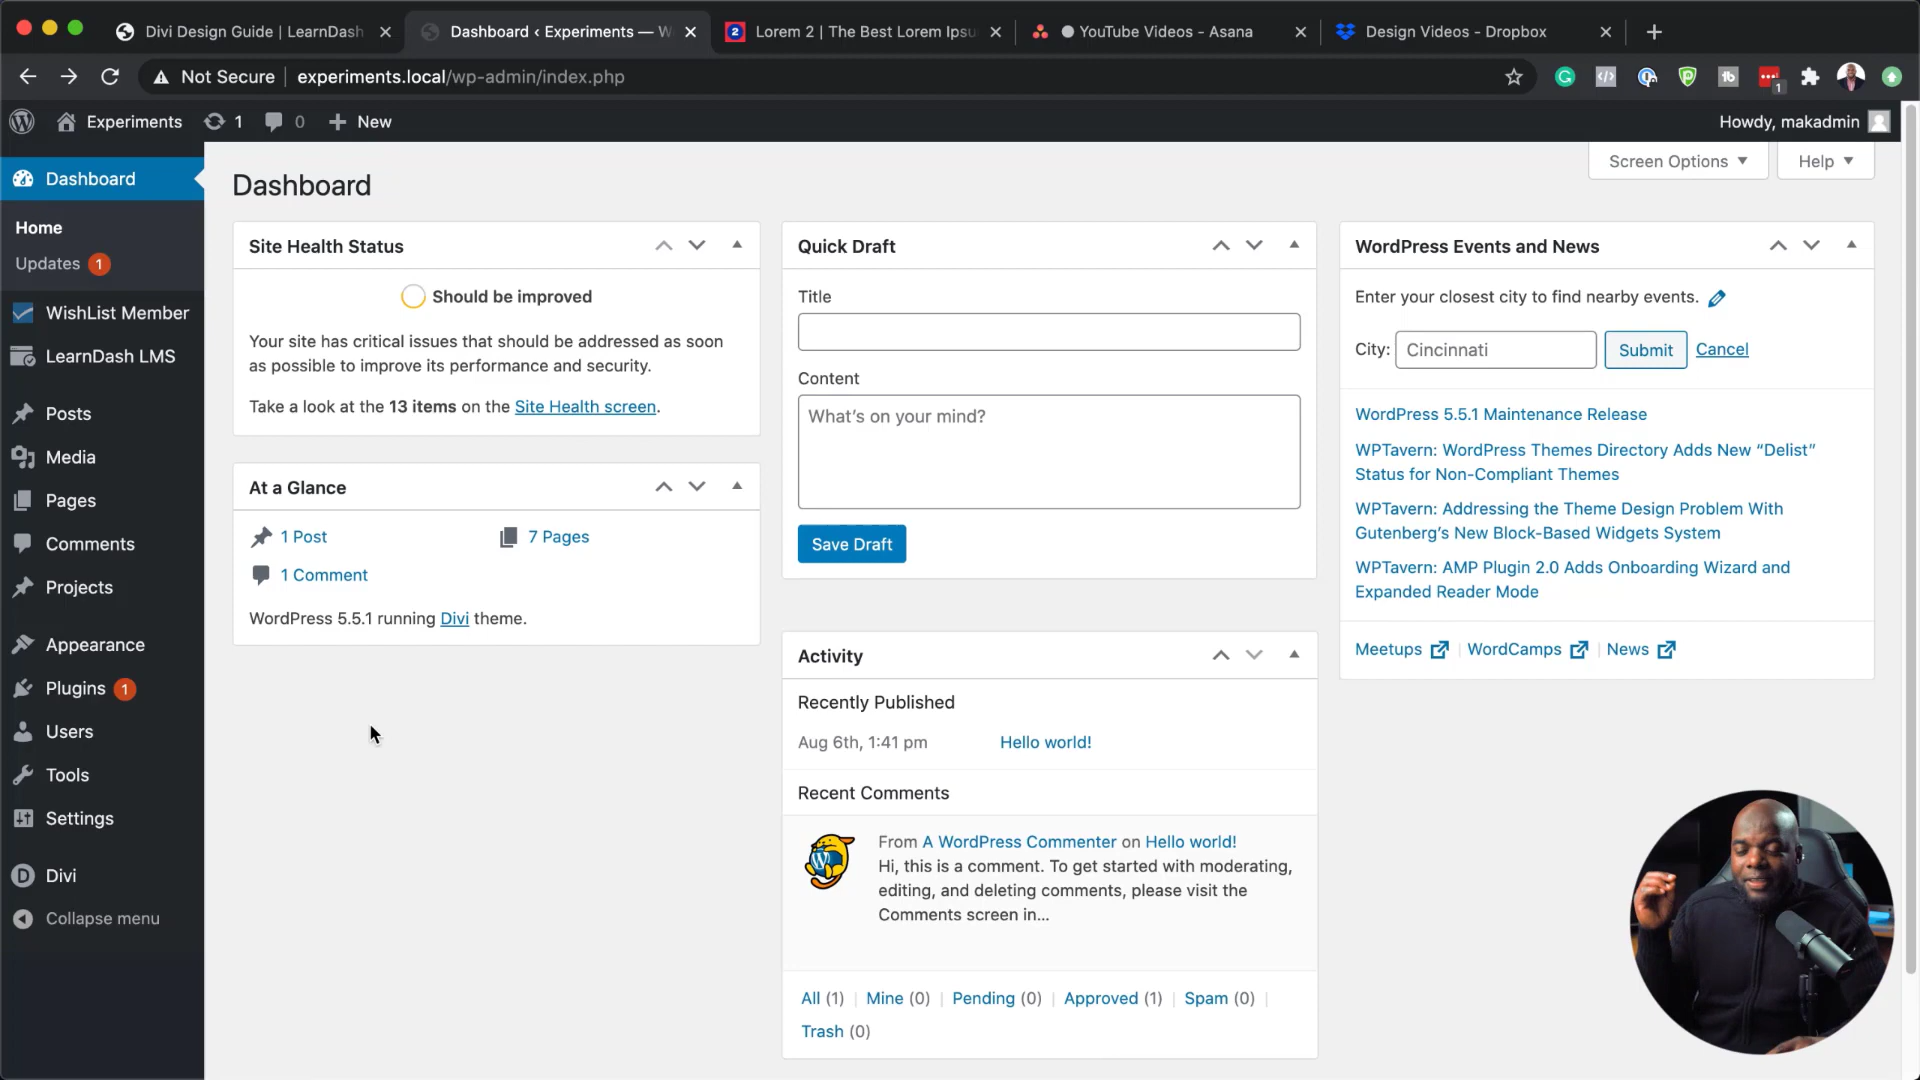 Divi Design Guide | LearnDash
Dashboard ‹ Experiments — W
2
Lorem 2 | The Best Lorem Ipsu
YouTube Videos - Asana
Design Videos - Dropbox
Not Secure
experiments.local/wp-admin/index.php
1
Experiments
1
0
New
Howdy, makadmin
Screen Options
Help
Dashboard
Home
Updates 1
WishList Member
LearnDash LMS
Posts
Media
Pages
Comments
Projects
Appearance
Plugins 1
Users
Tools
Settings
Divi
Collapse menu
Dashboard
Site Health Status
Should be improved
Your site has critical issues that should be addressed as soon
as possible to improve its performance and security.
Take a look at the 13 items on the Site Health screen.
At a Glance
1 Post
7 Pages
1 Comment
WordPress 5.5.1 running Divi theme.
Quick Draft
Title
Content
What's on your mind?
Save Draft
Activity
Recently Published
Aug 6th, 1:41 pm
Hello world!
Recent Comments
From A WordPress Commenter on Hello world!
Hi, this is a comment. To get started with moderating,
editing, and deleting comments, please visit the
Comments screen in...
All (1) | Mine (0) | Pending (0) | Approved (1) | Spam (0) |
Trash (0)
WordPress Events and News
Enter your closest city to find nearby events.
City: Cincinnati Submit Cancel
WordPress 5.5.1 Maintenance Release
WPTavern: WordPress Themes Directory Adds New “Delist”
Status for Non-Compliant Themes
WPTavern: Addressing the Theme Design Problem With
Gutenberg’s New Block-Based Widgets System
WPTavern: AMP Plugin 2.0 Adds Onboarding Wizard and
Expanded Reader Mode
Meetups | WordCamps | News